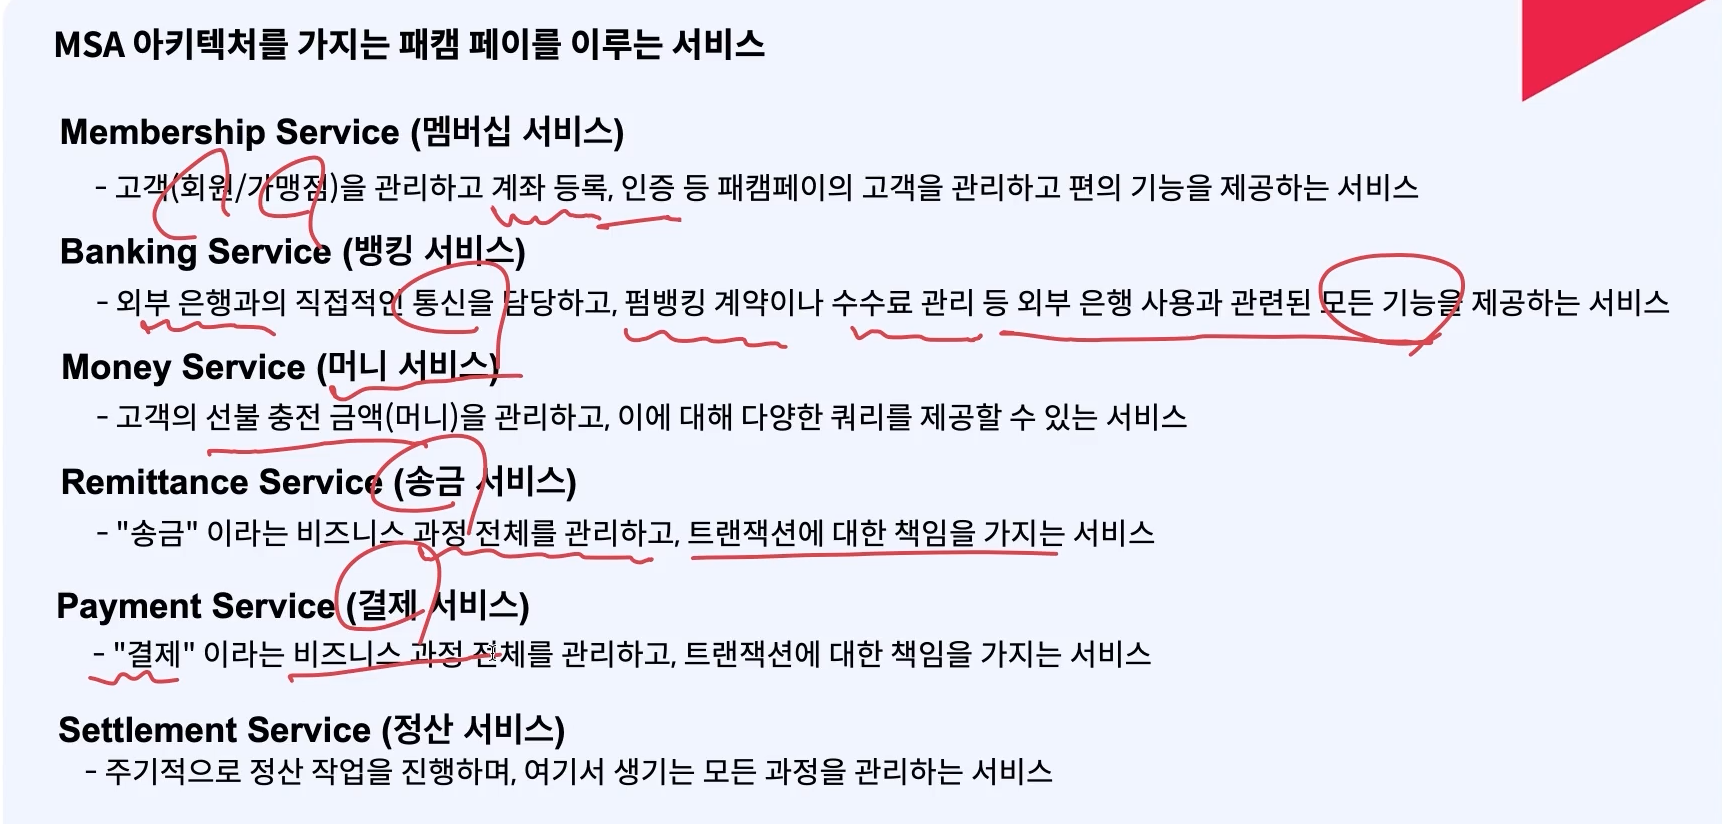 MSA 아키텍처를 가지는 패캠 페이를 이루는 서비스
Membership Service (멤버십 서비스)
- 고객(회원/가맹점)을 관리하고 계좌 등록, 인증 등 패캠페이의 고객을 관리하고 편의 기능을 제공하는 서비스
Banking Service (뱅킹 서비스)
- 외부 은행과의 직접적인 통신을 담당하고, 펌뱅킹 계약이나 수수료 관리 등 외부 은행 사용과 관련된 모든 기능을 제공하는 서비스
Money Service (머니 서비스)
- 고객의 선불 충전 금액(머니)을 관리하고, 이에 대해 다양한 쿼리를 제공할 수 있는 서비스
Remittance Service (송금 서비스)
- "송금" 이라는 비즈니스 과정 전체를 관리하고, 트랜잭션에 대한 책임을 가지는 서비스
Payment Service (결제 서비스)
- "결제" 이라는 비즈니스 과정 전체를 관리하고, 트랜잭션에 대한 책임을 가지는 서비스
Settlement Service (정산 서비스)
- 주기적으로 정산 작업을 진행하며, 여기서 생기는 모든 과정을 관리하는 서비스